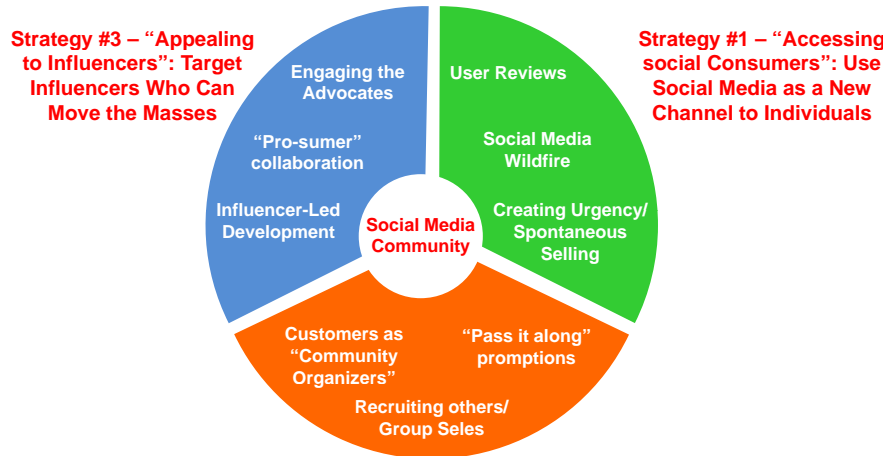 Strategy #3 – “Appealing
to Influencers”: Target
Influencers Who Can
Move the Masses
Strategy #1 – “Accessing
social Consumers”: Use
Social Media as a New
Channel to Individuals
Engaging the
Advocates
“Pro-sumer”
collaboration
Influencer-Led
Development
User Reviews
Social Media
Wildfire
Creating Urgency/
Spontaneous
Selling
Social Media
Community
Customers as
“Community
Organizers”
“Pass it along”
promptions
Recruiting others/
Group Seles